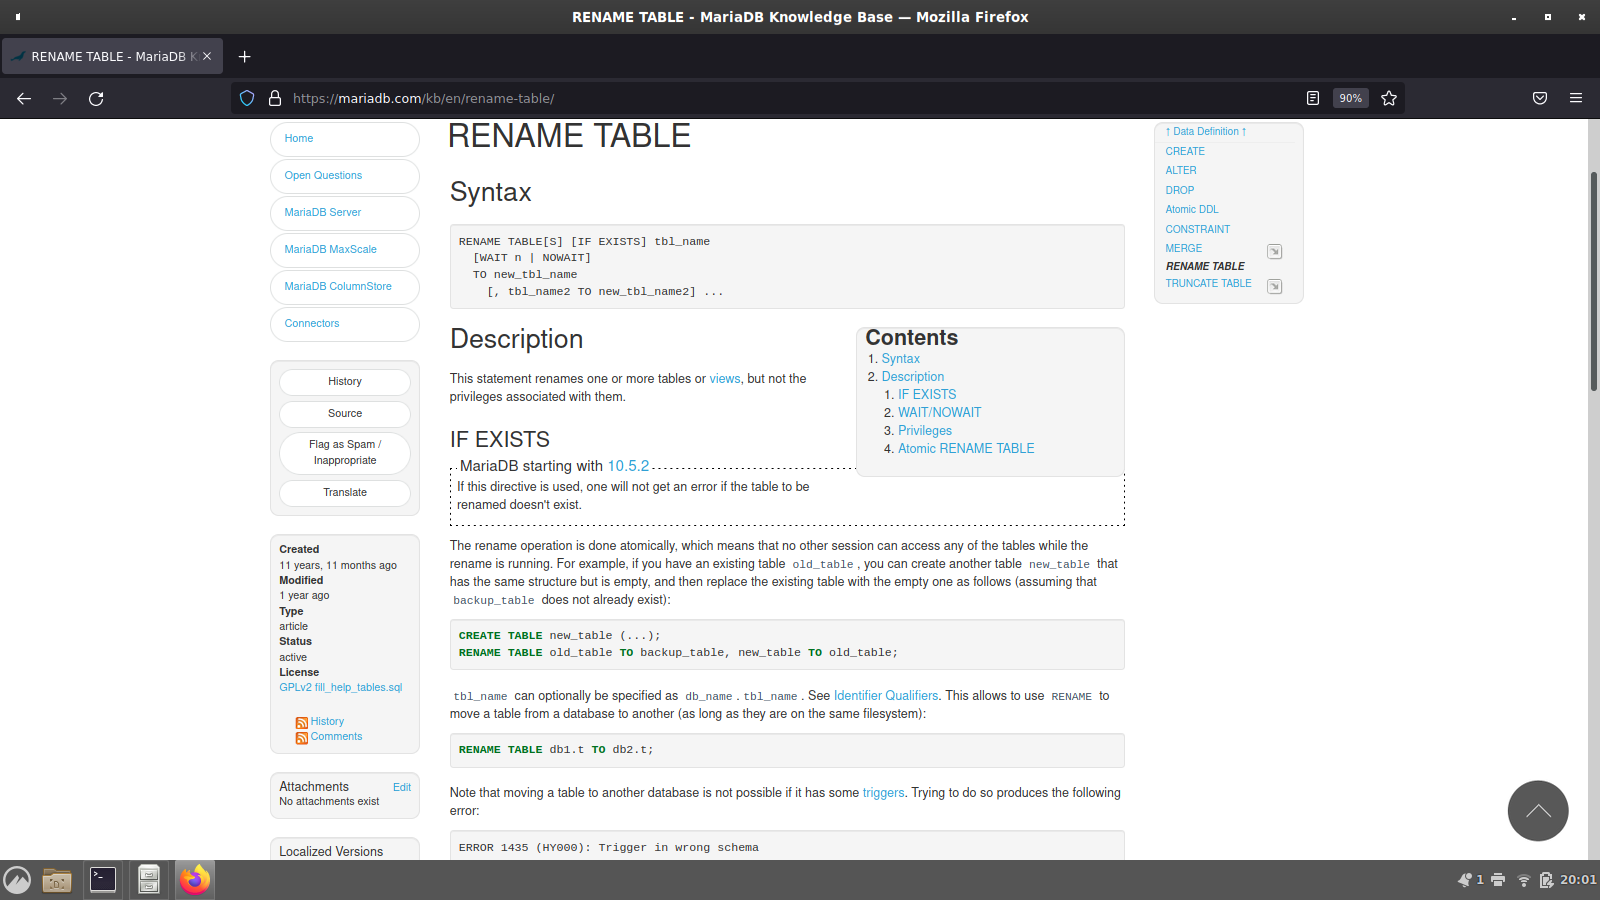 RENAME TABLE - MariaDB Knowledge Base — Mozilla Firefox
RENAME TABLE - MariaDB K
https://mariadb.com/kb/en/rename-table/
90%
Home
Open Questions
MariaDB Server
MariaDB MaxScale
MariaDB ColumnStore
Connectors
History
Source
Flag as Spam /
Inappropriate
Translate
Created
11 years, 11 months ago
Modified
1 year ago
Type
article
Status
active
License
GPLv2 fill_help_tables.sql
History
Comments
Attachments Edit
No attachments exist
Localized Versions
RENAME TABLE
Syntax
RENAME TABLE[S] [IF EXISTS] tbl_name
[WAIT n | NOWAIT]
TO new_tbl_name
[, tbl_name2 TO new_tbl_name2] ...
Description
This statement renames one or more tables or views, but not the
privileges associated with them.
Contents
1. Syntax
2. Description
1. IF EXISTS
2. WAIT/NOWAIT
3. Privileges
4. Atomic RENAME TABLE
IF EXISTS
MariaDB starting with 10.5.2
If this directive is used, one will not get an error if the table to be
renamed doesn't exist.
The rename operation is done atomically, which means that no other session can access any of the tables while the
rename is running. For example, if you have an existing table old_table , you can create another table new_table that
has the same structure but is empty, and then replace the existing table with the empty one as follows (assuming that
backup_table does not already exist):
CREATE TABLE new_table (...);
RENAME TABLE old_table TO backup_table, new_table TO old_table;
tbl_name can optionally be specified as db_name . tbl_name . See Identifier Qualifiers. This allows to use RENAME to
move a table from a database to another (as long as they are on the same filesystem):
RENAME TABLE db1.t TO db2.t;
Note that moving a table to another database is not possible if it has some triggers. Trying to do so produces the following
error:
ERROR 1435 (HY000): Trigger in wrong schema
↑ Data Definition ↑
CREATE
ALTER
DROP
Atomic DDL
CONSTRAINT
MERGE
RENAME TABLE
TRUNCATE TABLE
1
20:01